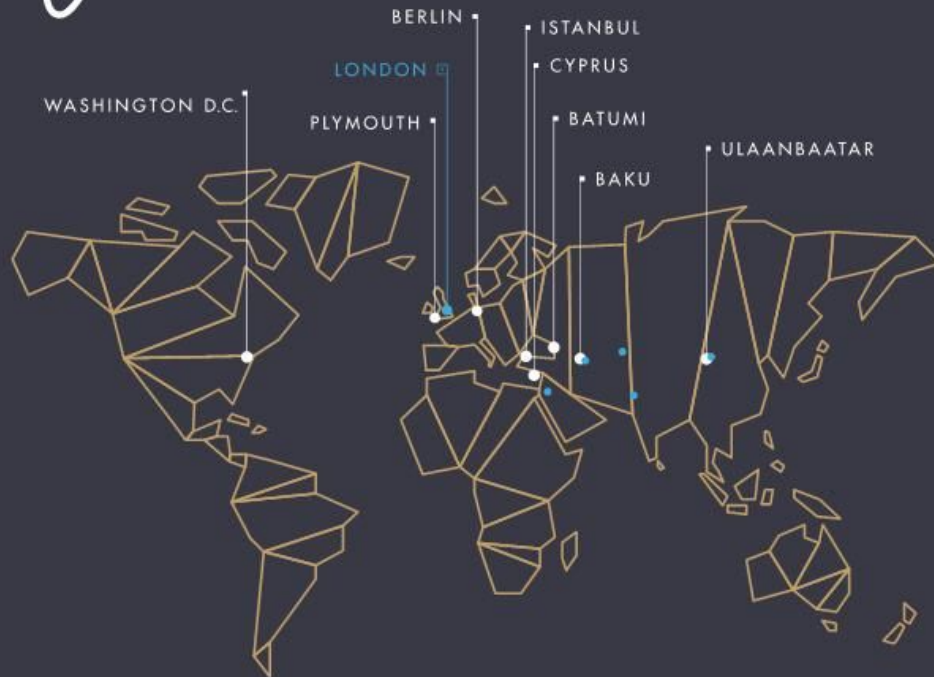 BERLIN
ISTANBUL
LONDON
CYPRUS
WASHINGTON D.C.
PLYMOUTH
BATUMI
ULAANBAATAR
BAKU